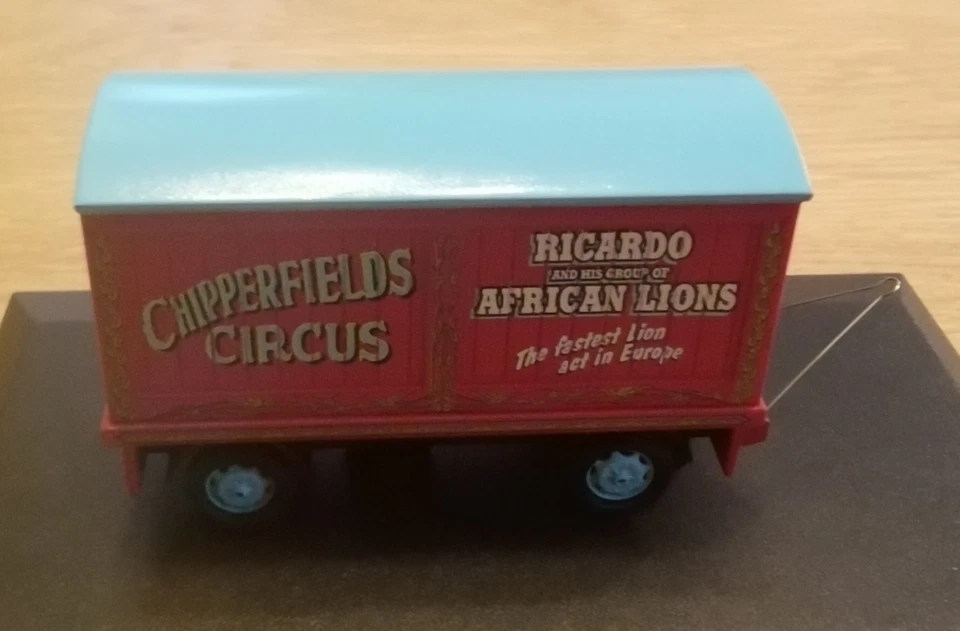 CHIPPERFIELDS
CIRCUS
RICARDO
AND HIS GROUP OF
AFRICAN LIONS
The fastest Lion
act in Europe